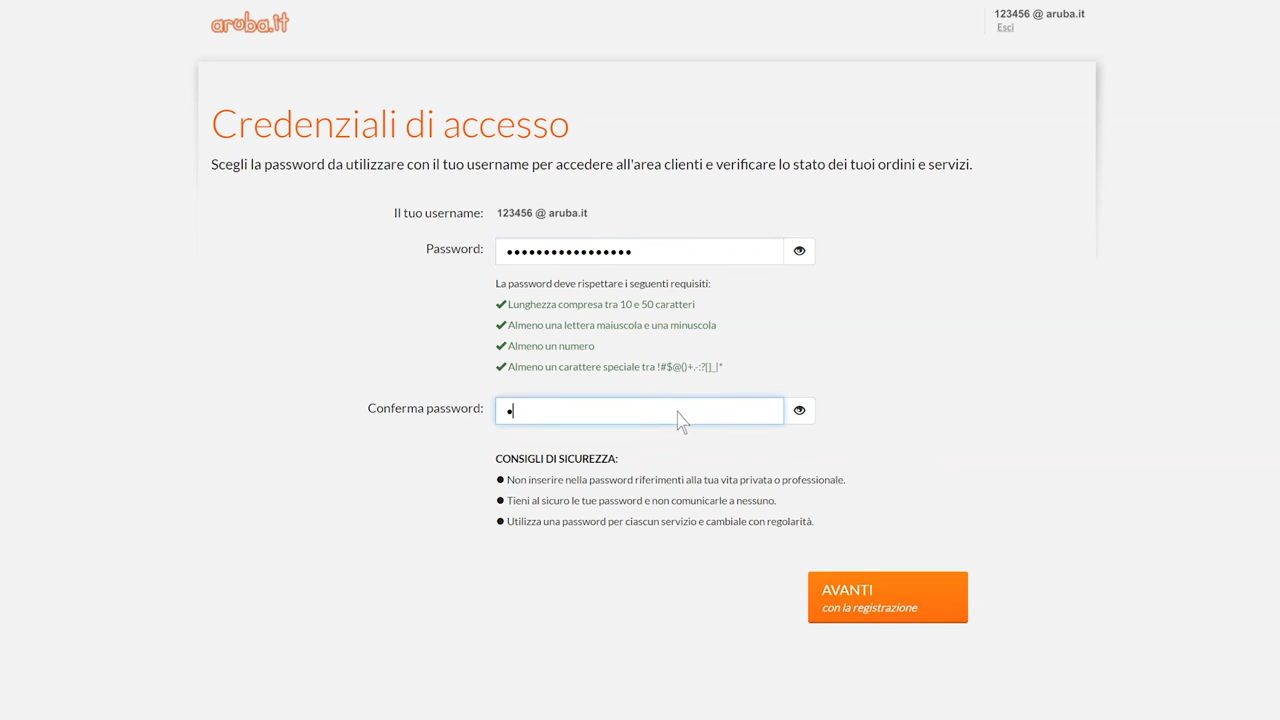 aruba.it
123456 @ aruba.it
Esci
Credenziali di accesso
Scegli la password da utilizzare con il tuo username per accedere all'area clienti e verificare lo stato dei tuoi ordini e servizi.
Il tuo username: 123456 @ aruba.it
Password: •••••••••••••••••
La password deve rispettare i seguenti requisiti:
Lunghezza compresa tra 10 e 50 caratteri
Almeno una lettera maiuscola e una minuscola
Almeno un numero
Almeno un carattere speciale tra !#$@()+,-:?[]_|*
Conferma password: •
CONSIGLI DI SICUREZZA:
● Non inserire nella password riferimenti alla tua vita privata o professionale.
● Tieni al sicuro le tue password e non comunicarle a nessuno.
● Utilizza una password per ciascun servizio e cambiale con regolarità.
AVANTI
con la registrazione